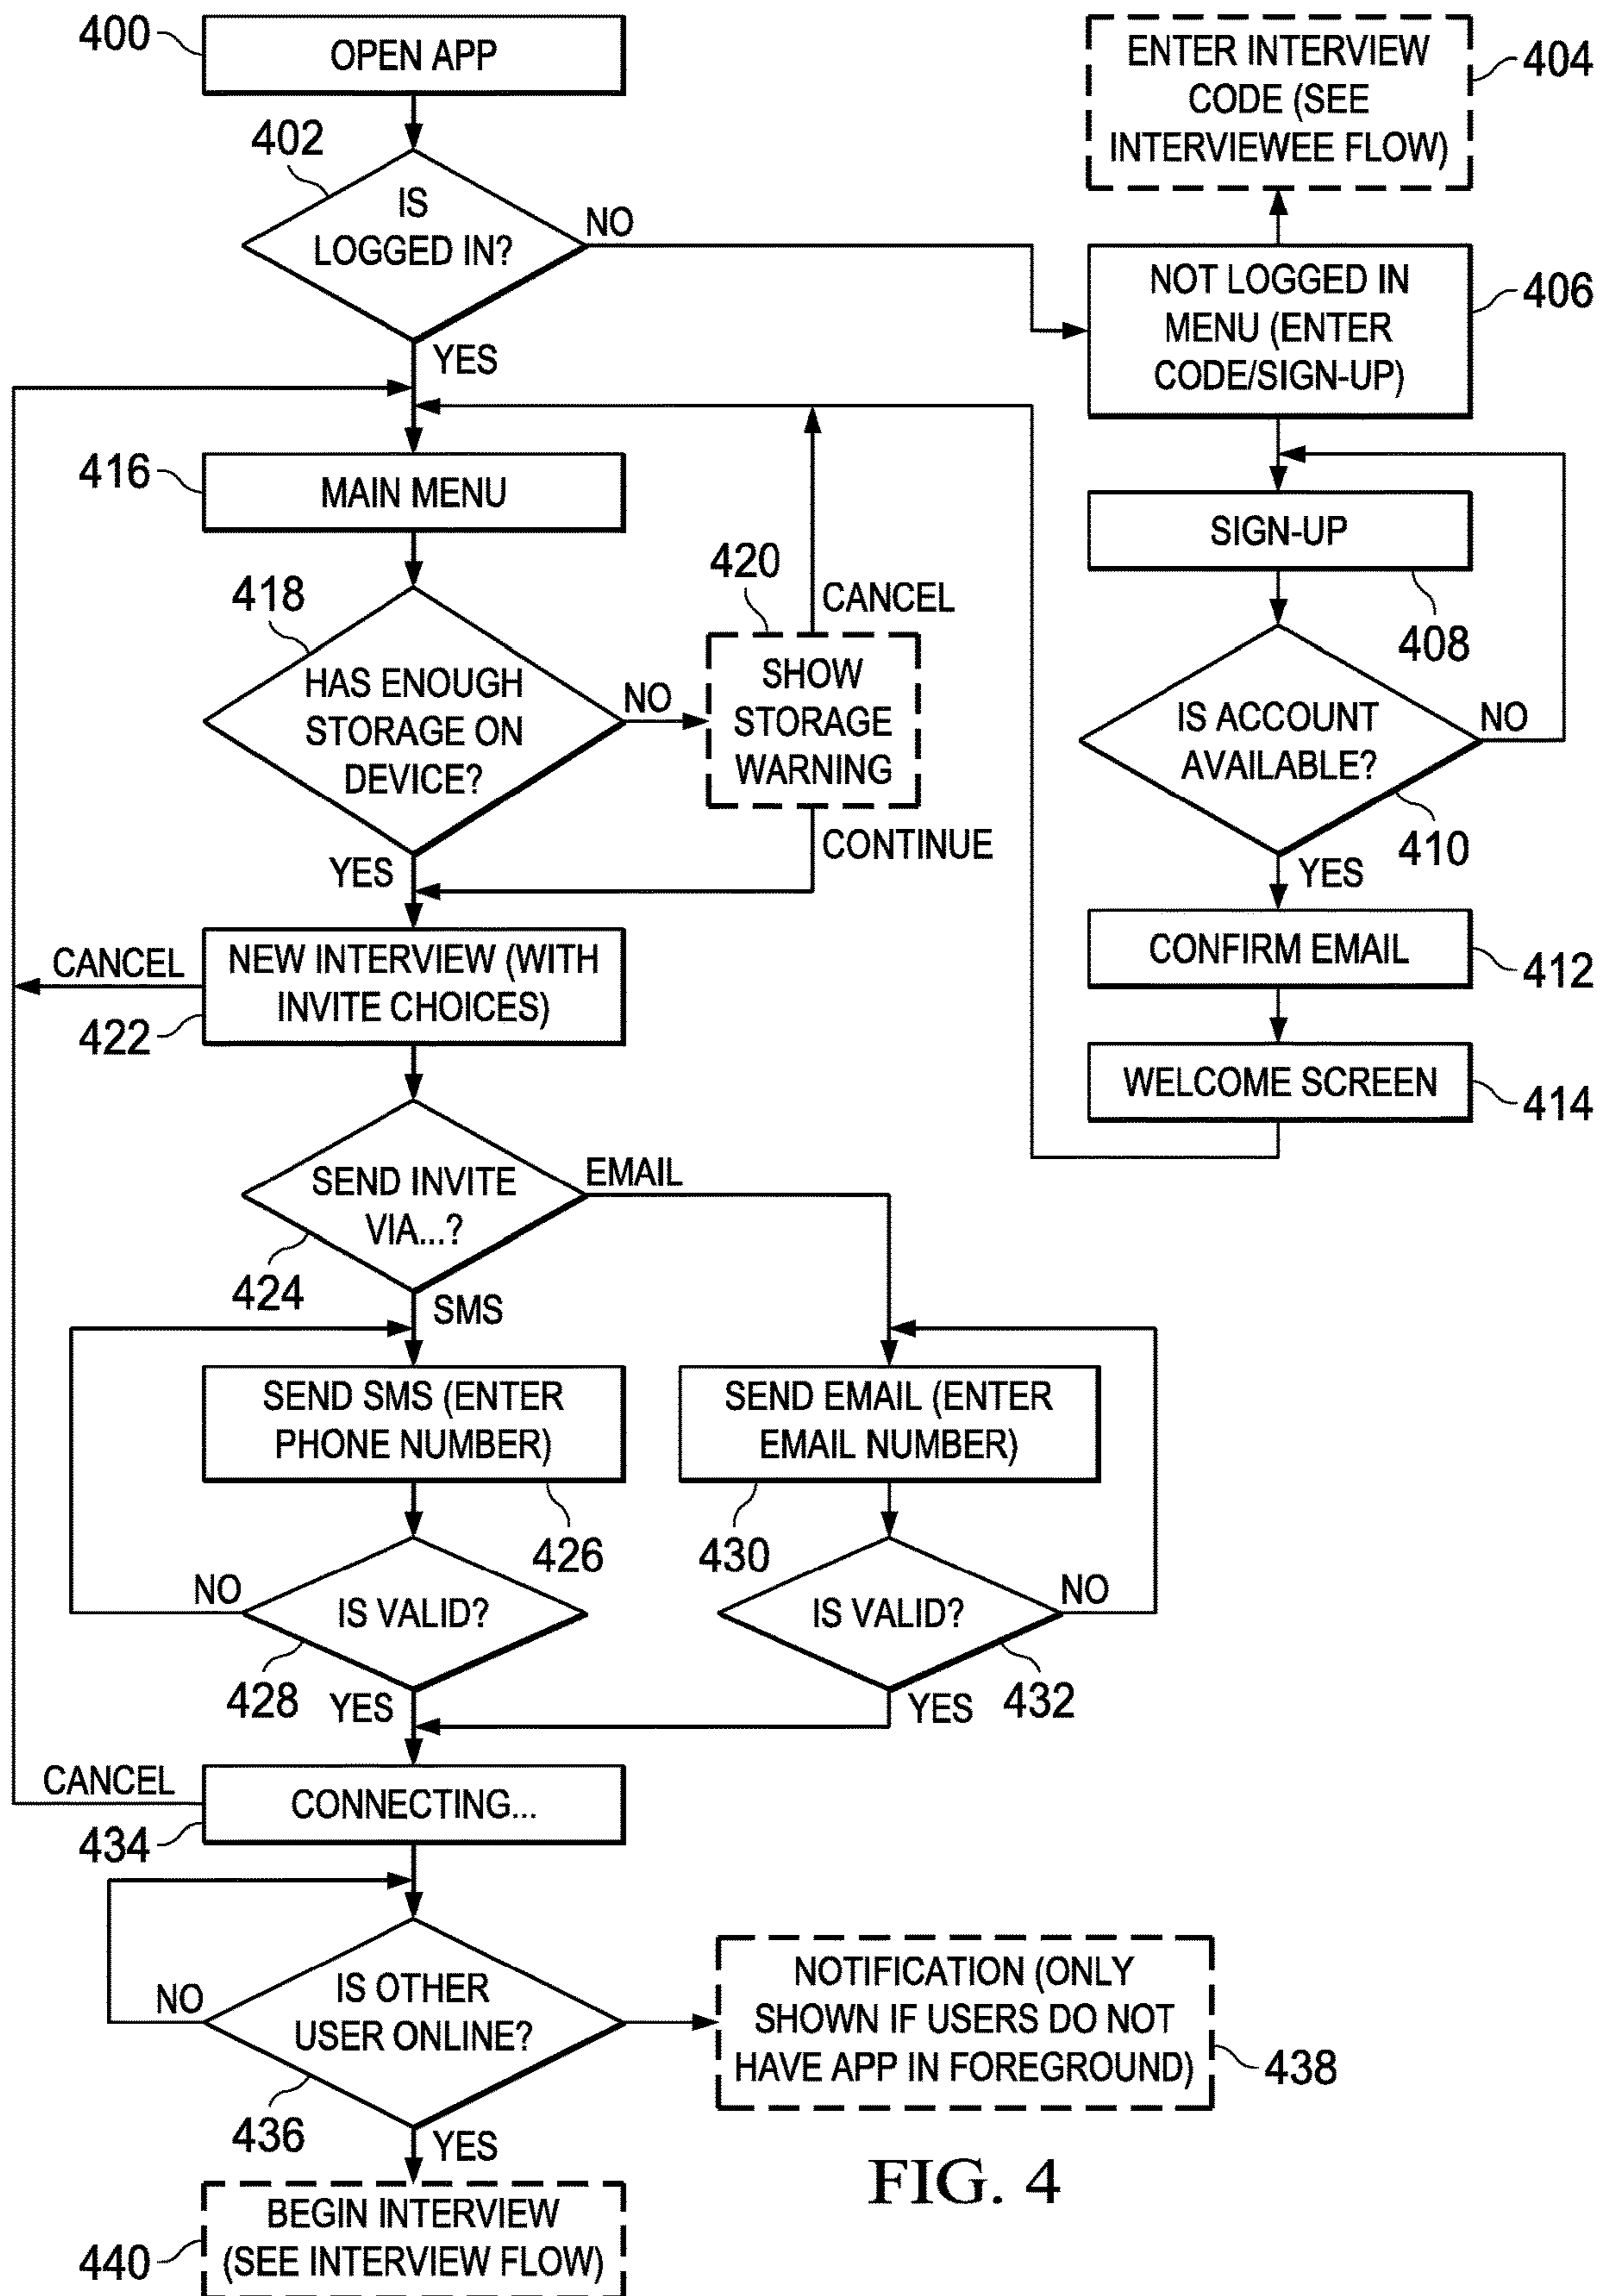 400
OPEN APP
402
IS
LOGGED IN?
NO
YES
ENTER INTERVIEW
CODE (SEE
INTERVIEWEE FLOW)
404
NOT LOGGED IN
MENU (ENTER
CODE/SIGN-UP)
406
SIGN-UP
408
IS ACCOUNT
AVAILABLE?
NO
410
YES
CONFIRM EMAIL
412
WELCOME SCREEN
414
416
MAIN MENU
418
HAS ENOUGH
STORAGE ON
DEVICE?
NO
YES
420
CANCEL
SHOW
STORAGE
WARNING
CONTINUE
CANCEL
NEW INTERVIEW (WITH
INVITE CHOICES)
422
SEND INVITE
VIA...?
424
EMAIL
SMS
SEND SMS (ENTER
PHONE NUMBER)
426
SEND EMAIL (ENTER
EMAIL NUMBER)
430
NO
IS VALID?
428
YES
IS VALID?
NO
432
YES
CANCEL
CONNECTING...
434
NO
IS OTHER
USER ONLINE?
436
YES
NOTIFICATION (ONLY
SHOWN IF USERS DO NOT
HAVE APP IN FOREGROUND)
438
BEGIN INTERVIEW
(SEE INTERVIEW FLOW)
440
FIG. 4